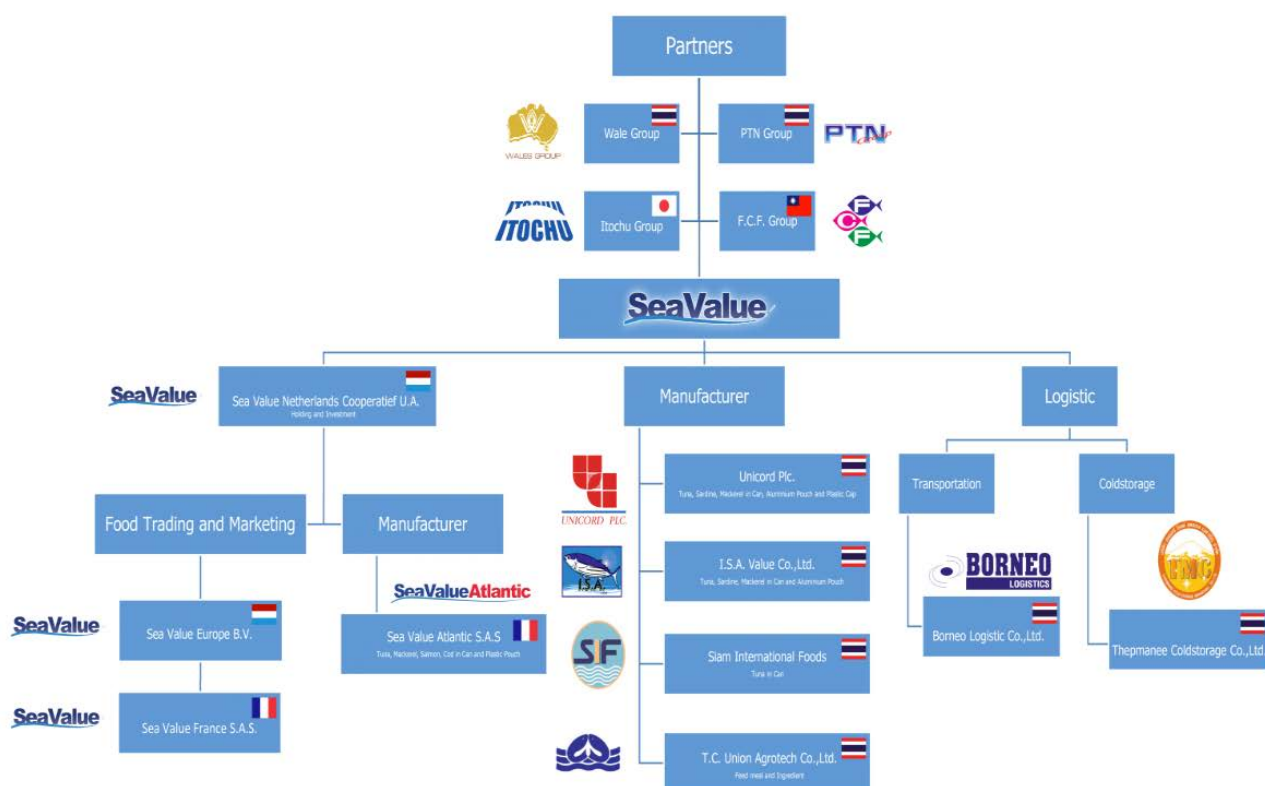 Partners
Wale Group
PTN Group
WALES GROUP
PTN
Group
Itochu Group
F.C.F. Group
ITOCHU
ITOCHU
F
C
F
SeaValue
SeaValue
Sea Value Netherlands Cooperatief U.A.
Holding and Investment
Manufacturer
Logistic
Food Trading and Marketing
Manufacturer
UNICORD PLC.
Unicord Plc.
Tuna, Sardine, Mackerel in Can, Aluminium Pouch and Plastic Cap
Transportation
Coldstorage
I.S.A.
I.S.A. Value Co.,Ltd.
Tuna, Sardine, Mackerel in Can and Aluminum Pouch
BORNEO
LOGISTICS
SeaValue
Sea Value Europe B.V.
SeaValueAtlantic
Sea Value Atlantic S.A.S
Tuna, Mackerel, Salmon, Cod in Can and Plastic Pouch
Borneo Logistic Co.,Ltd.
Thepmanee Coldstorage Co.,Ltd.
SIF
Siam International Foods
Tuna in Can
SeaValue
Sea Value France S.A.S.
T.C. Union Agrotech Co.,Ltd.
Feed meal and Ingredient